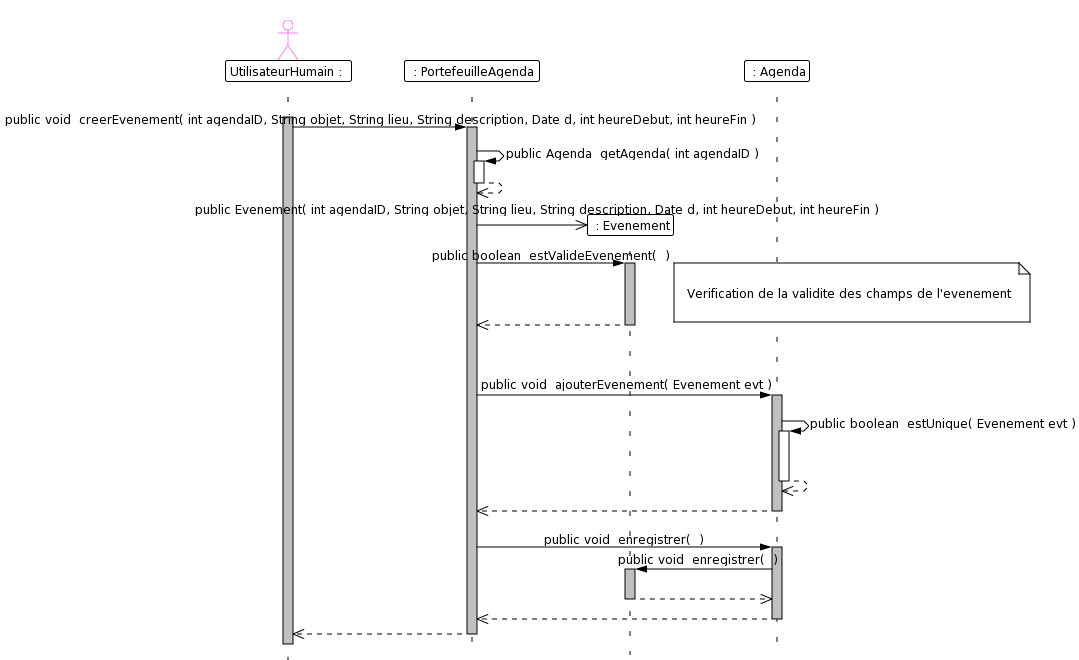 UtilisateurHumain :
: PortefeuilleAgenda
: Agenda
public void creerEvenement( int agendaID, String objet, String lieu, String description, Date d, int heureDebut, int heureFin )
public Agenda getAgenda( int agendaID )
public Evenement( int agendaID, String objet, String lieu, String description, Date d, int heureDebut, int heureFin )
: Evenement
public boolean estValideEvenement( )
Verification de la validite des champs de l'evenement
public void ajouterEvenement( Evenement evt )
public boolean estUnique( Evenement evt )
public void enregistrer( )
public void enregistrer( )